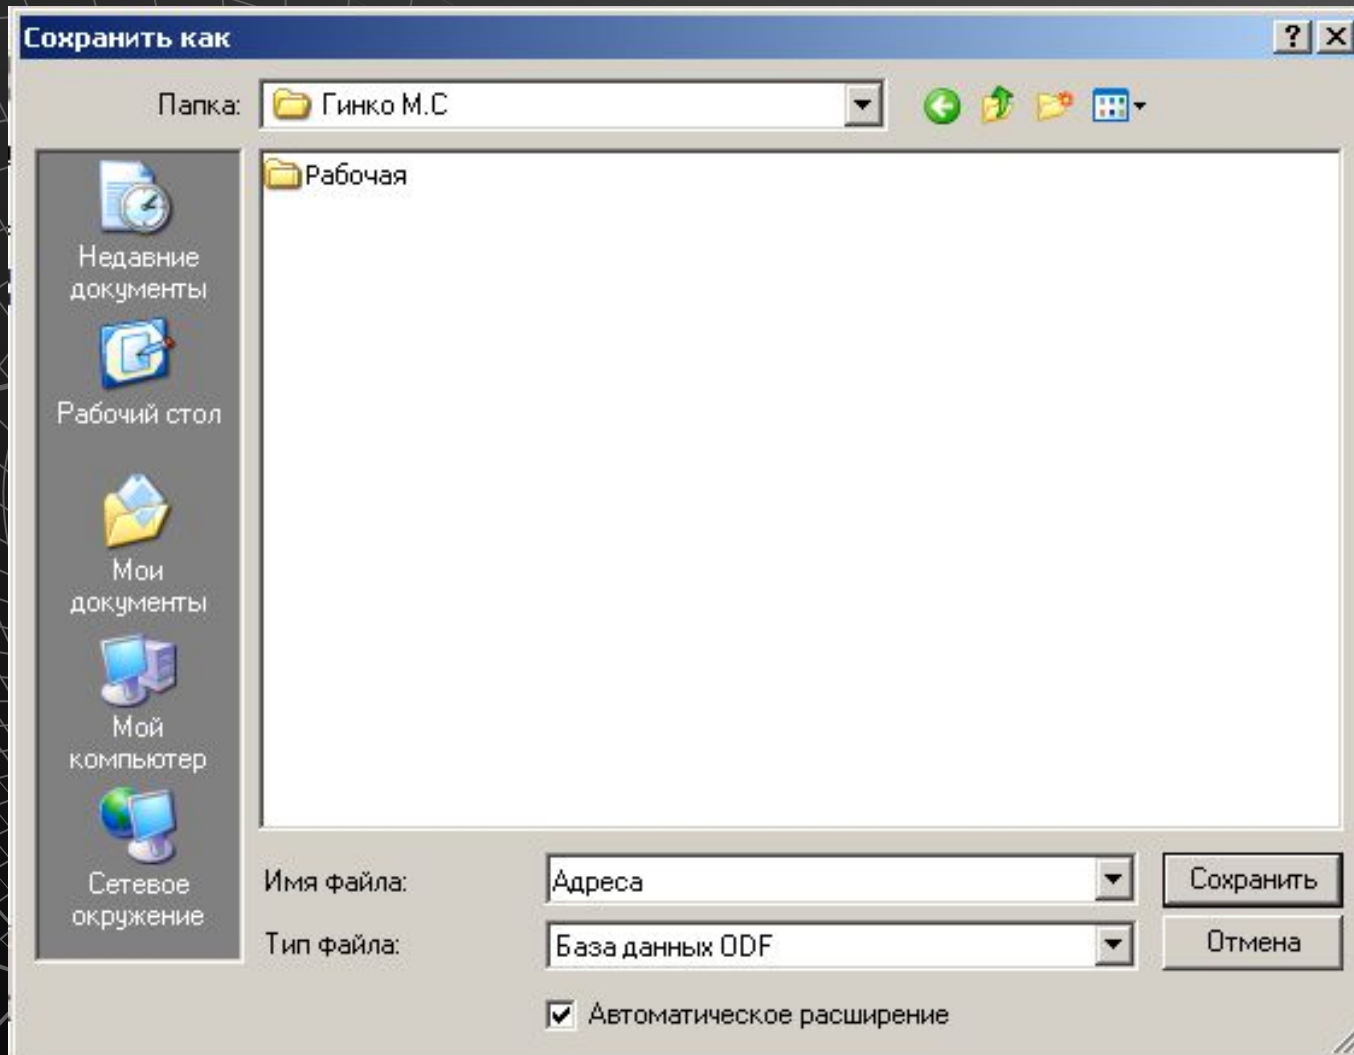 Сохранить как
Папка:
Гинко М.С
Рабочая
Недавние
документы
Рабочий стол
Мои
документы
Мой
компьютер
Сетевое
окружение
Имя файла:
Адреса
Сохранить
Тип файла:
База данных ODF
Отмена
Автоматическое расширение